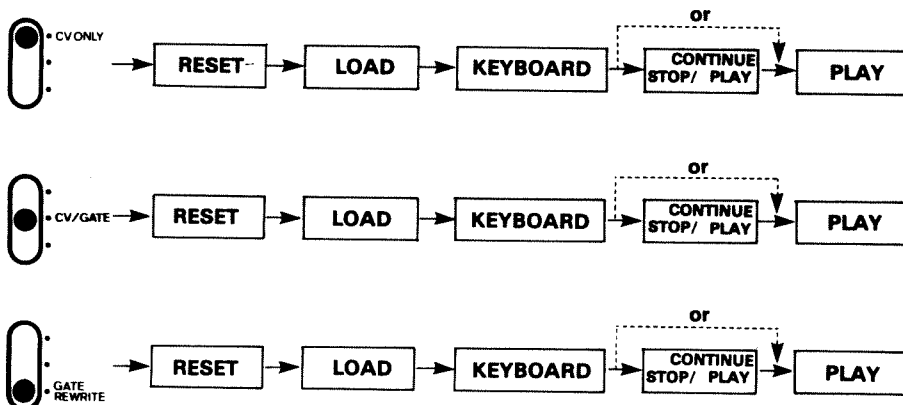 or
CV ONLY
RESET
LOAD
KEYBOARD
CONTINUE
STOP/ PLAY
PLAY
or
CV/GATE
RESET
LOAD
KEYBOARD
CONTINUE
STOP/ PLAY
PLAY
or
RESET
LOAD
KEYBOARD
CONTINUE
STOP/ PLAY
PLAY
GATE
REWRITE